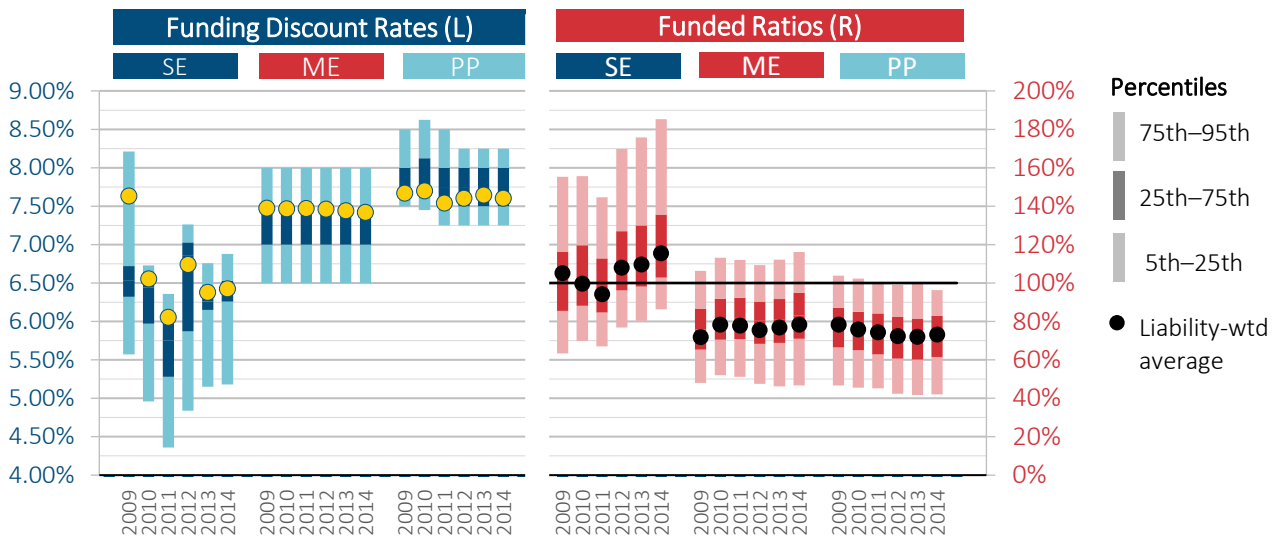 Funding Discount Rates (L)
Funded Ratios (R)
SE ME PP
SE ME PP
9.00%
8.50%
8.00%
7.50%
7.00%
6.50%
6.00%
5.50%
5.00%
4.50%
4.00%
200%
180%
160%
140%
120%
100%
80%
60%
40%
20%
0%
2009 2010 2011 2012 2013 2014
2009 2010 2011 2012 2013 2014
2009 2010 2011 2012 2013 2014
2009 2010 2011 2012 2013 2014
2009 2010 2011 2012 2013 2014
2009 2010 2011 2012 2013 2014
Percentiles
75th–95th
25th–75th
5th–25th
Liability-wtd
average